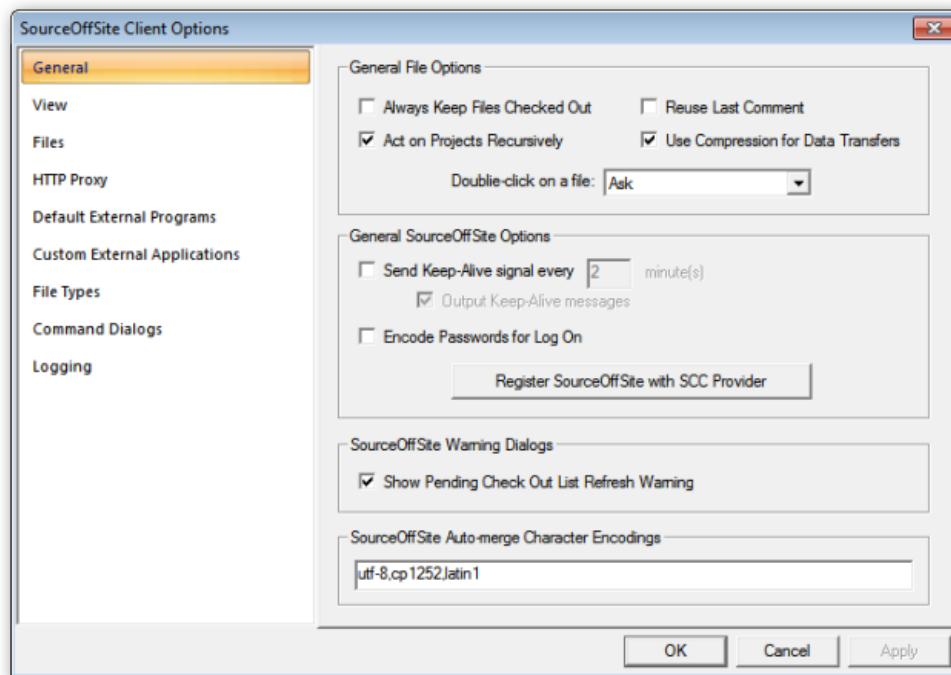 SourceOffSite Client Options
General
View
Files
HTTP Proxy
Default External Programs
Custom External Applications
File Types
Command Dialogs
Logging
General File Options
Always Keep Files Checked Out
Reuse Last Comment
Act on Projects Recursively
Use Compression for Data Transfers
Doublie-click on a file: Ask
General SourceOffSite Options
Send Keep-Alive signal every 2 minute(s)
Output Keep-Alive messages
Encode Passwords for Log On
Register SourceOffSite with SCC Provider
SourceOffSite Warning Dialogs
Show Pending Check Out List Refresh Warning
SourceOffSite Auto-merge Character Encodings
utf-8,cp1252,latin1
OK Cancel Apply